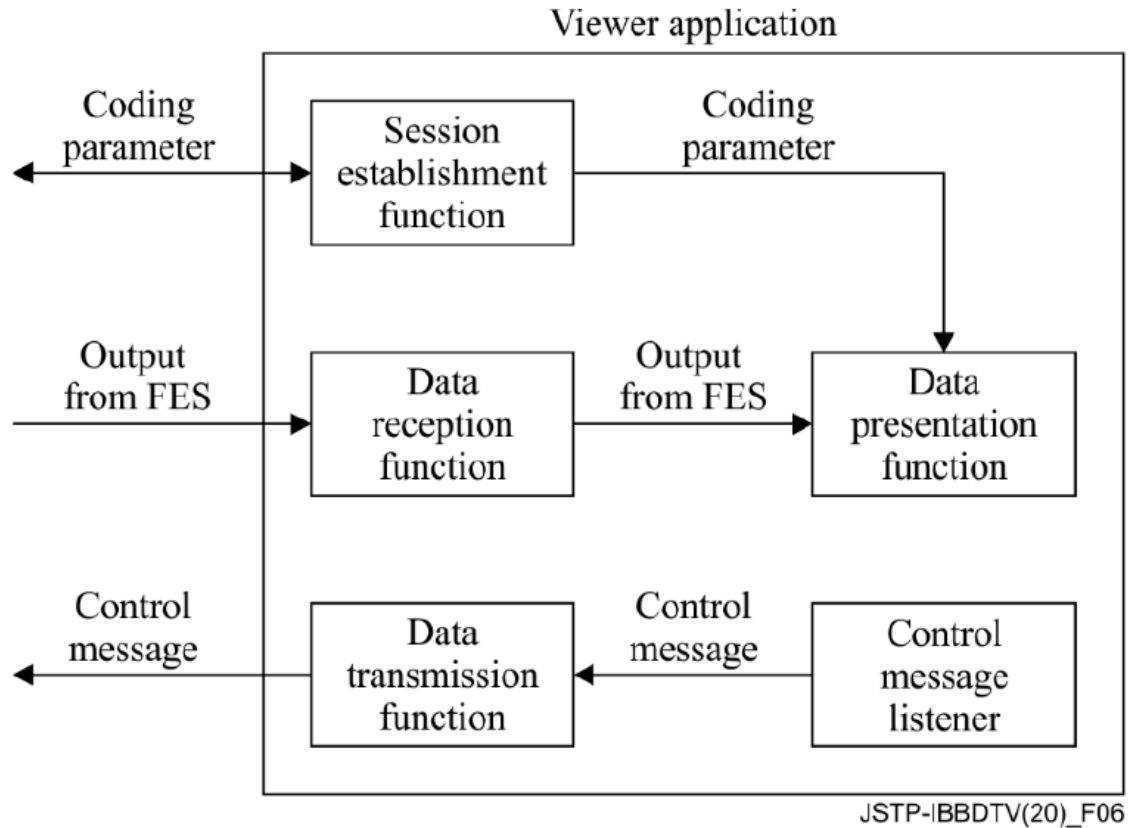 Viewer application
Coding
parameter
Session
establishment
function
Coding
parameter
Output
from FES
Data
reception
function
Output
from FES
Data
presentation
function
Control
message
Data
transmission
function
Control
message
Control
message
listener
JSTP-IBBDTV(20)_F06